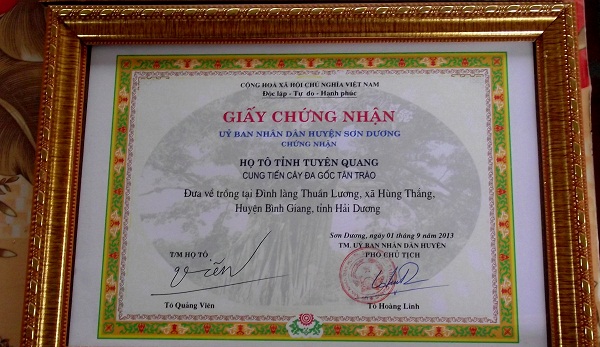 CỘNG HOÀ XÃ HỘI CHỦ NGHĨA VIỆT NAM
Độc lập - Tự do - Hạnh phúc
GIẤY CHỨNG NHẬN
UỶ BAN NHÂN DÂN HUYỆN SƠN DƯƠNG
CHỨNG NHẬN
HỌ TÔ TỈNH TUYÊN QUANG
CUNG TIẾN CÂY ĐA GỐC TÂN TRÀO
Đưa về trồng tại Đình làng Thuần Lương, xã Hùng Thắng,
Huyện Bình Giang, tỉnh Hải Dương
Sơn Dương, ngày 01 tháng 9 năm 2013
T/M HỌ TÔ
TM. UỶ BAN NHÂN DÂN HUYỆN
PHÓ CHỦ TỊCH
Viễn
Tô Quang Viên
Tô Hoàng Linh